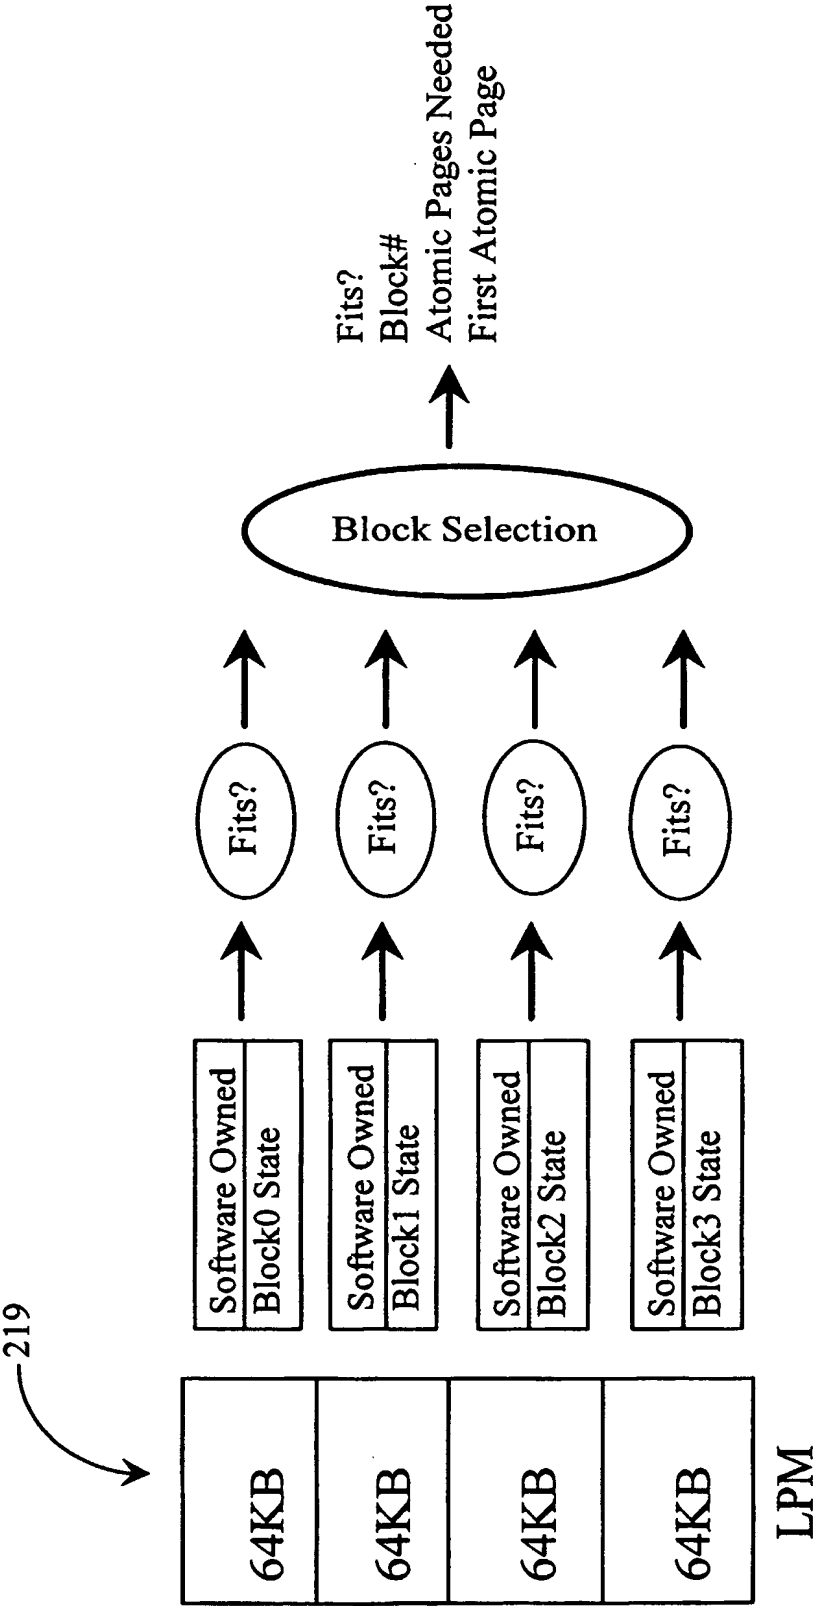 219
64KB
64KB
64KB
64KB
LPM
Software Owned
Block0 State
Software Owned
Block1 State
Software Owned
Block2 State
Software Owned
Block3 State
Fits?
Fits?
Fits?
Fits?
Block Selection
Fits?
Block#
Atomic Pages Needed
First Atomic Page